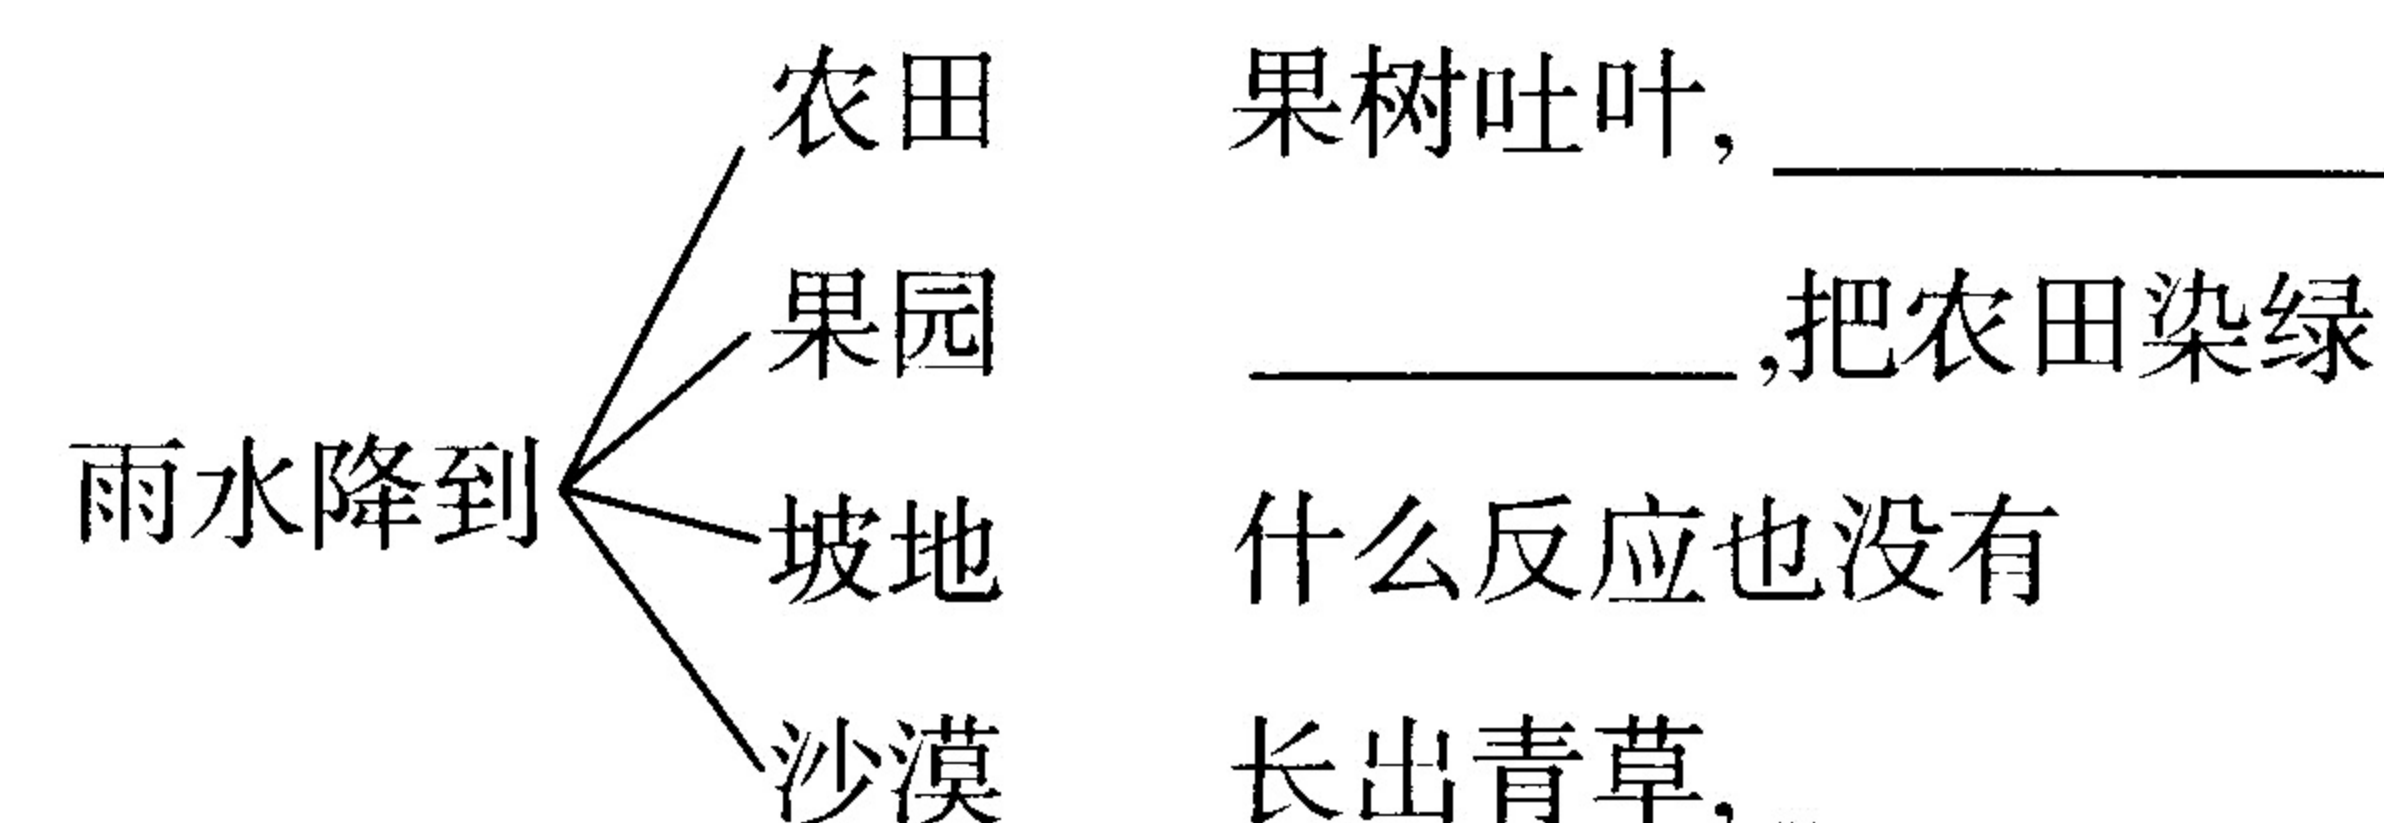 农田 果树吐叶,
果园 ,把农田染绿
雨水降到
坡地 什么反应也没有
沙漠 长出青草,